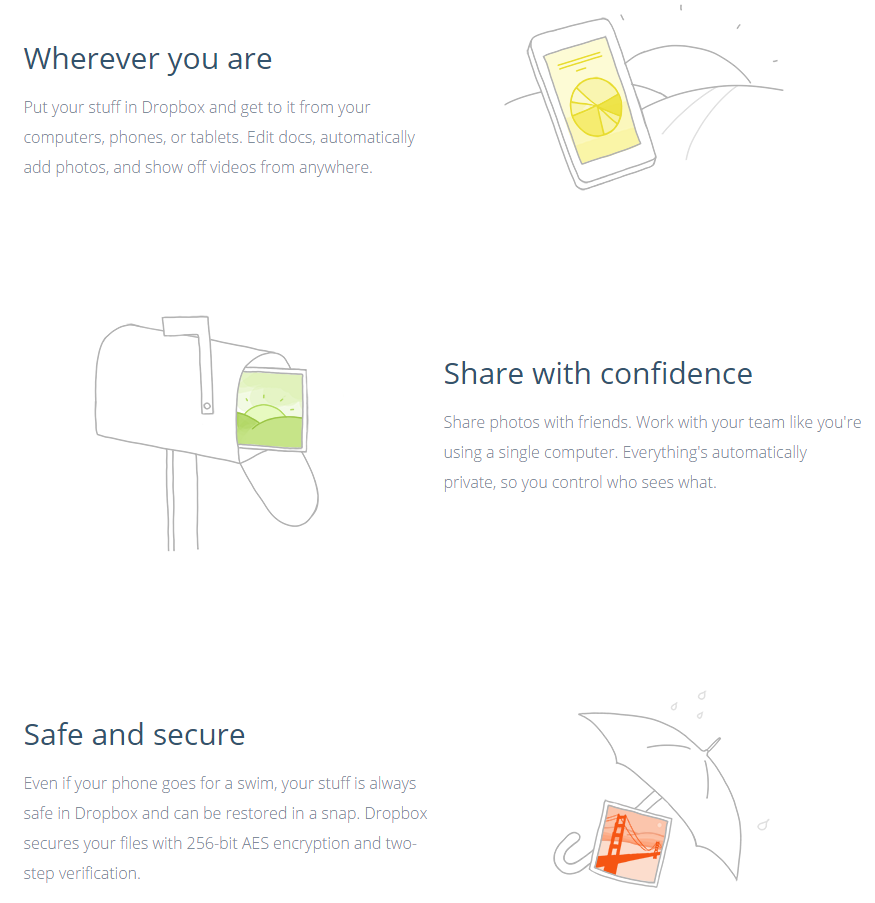 Wherever you are
Put your stuff in Dropbox and get to it from your
computers, phones, or tablets. Edit docs, automatically
add photos, and show off videos from anywhere.
Share with confidence
Share photos with friends. Work with your team like you're
using a single computer. Everything's automatically
private, so you control who sees what.
Safe and secure
Even if your phone goes for a swim, your stuff is always
safe in Dropbox and can be restored in a snap. Dropbox
secures your files with 256-bit AES encryption and two-
step verification.